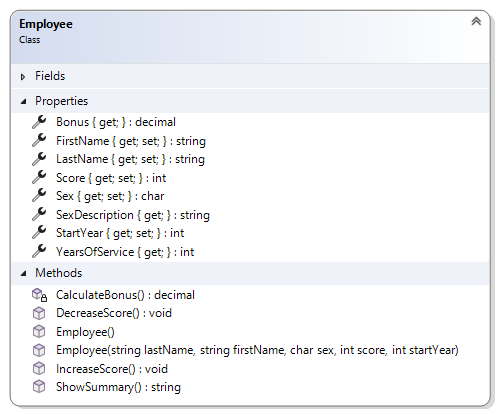 Employee
Class
Fields
Properties
Bonus { get; } : decimal
FirstName { get; set; } : string
LastName { get; set; } : string
Score { get; set; } : int
Sex { get; set; } : char
SexDescription { get; } : string
StartYear { get; set; } : int
YearsOfService { get; } : int
Methods
CalculateBonus() : decimal
DecreaseScore() : void
Employee()
Employee(string lastName, string firstName, char sex, int score, int startYear)
IncreaseScore() : void
ShowSummary() : string